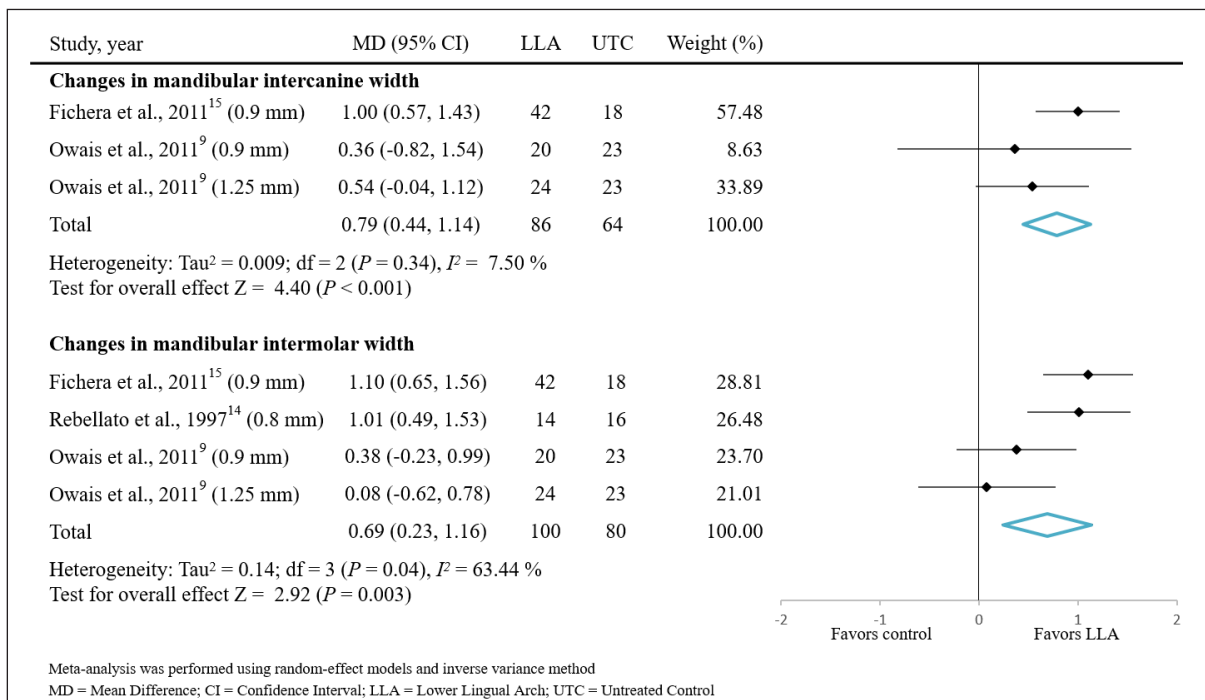 Study, year MD (95% CI) LLA UTC Weight (%)
Changes in mandibular intercanine width
Fichera et al., 2011¹⁵ (0.9 mm) 1.00 (0.57, 1.43) 42 18 57.48
Owais et al., 2011⁹ (0.9 mm) 0.36 (-0.82, 1.54) 20 23 8.63
Owais et al., 2011⁹ (1.25 mm) 0.54 (-0.04, 1.12) 24 23 33.89
Total 0.79 (0.44, 1.14) 86 64 100.00
Heterogeneity: Tau² = 0.009; df = 2 (P = 0.34), I² = 7.50 %
Test for overall effect Z = 4.40 (P < 0.001)
Changes in mandibular intermolar width
Fichera et al., 2011¹⁵ (0.9 mm) 1.10 (0.65, 1.56) 42 18 28.81
Rebellato et al., 1997¹⁴ (0.8 mm) 1.01 (0.49, 1.53) 14 16 26.48
Owais et al., 2011⁹ (0.9 mm) 0.38 (-0.23, 0.99) 20 23 23.70
Owais et al., 2011⁹ (1.25 mm) 0.08 (-0.62, 0.78) 24 23 21.01
Total 0.69 (0.23, 1.16) 100 80 100.00
Heterogeneity: Tau² = 0.14; df = 3 (P = 0.04), I² = 63.44 %
Test for overall effect Z = 2.92 (P = 0.003)
-2 -1 0 1 2
Favors control Favors LLA
Meta-analysis was performed using random-effect models and inverse variance method
MD = Mean Difference; CI = Confidence Interval; LLA = Lower Lingual Arch; UTC = Untreated Control